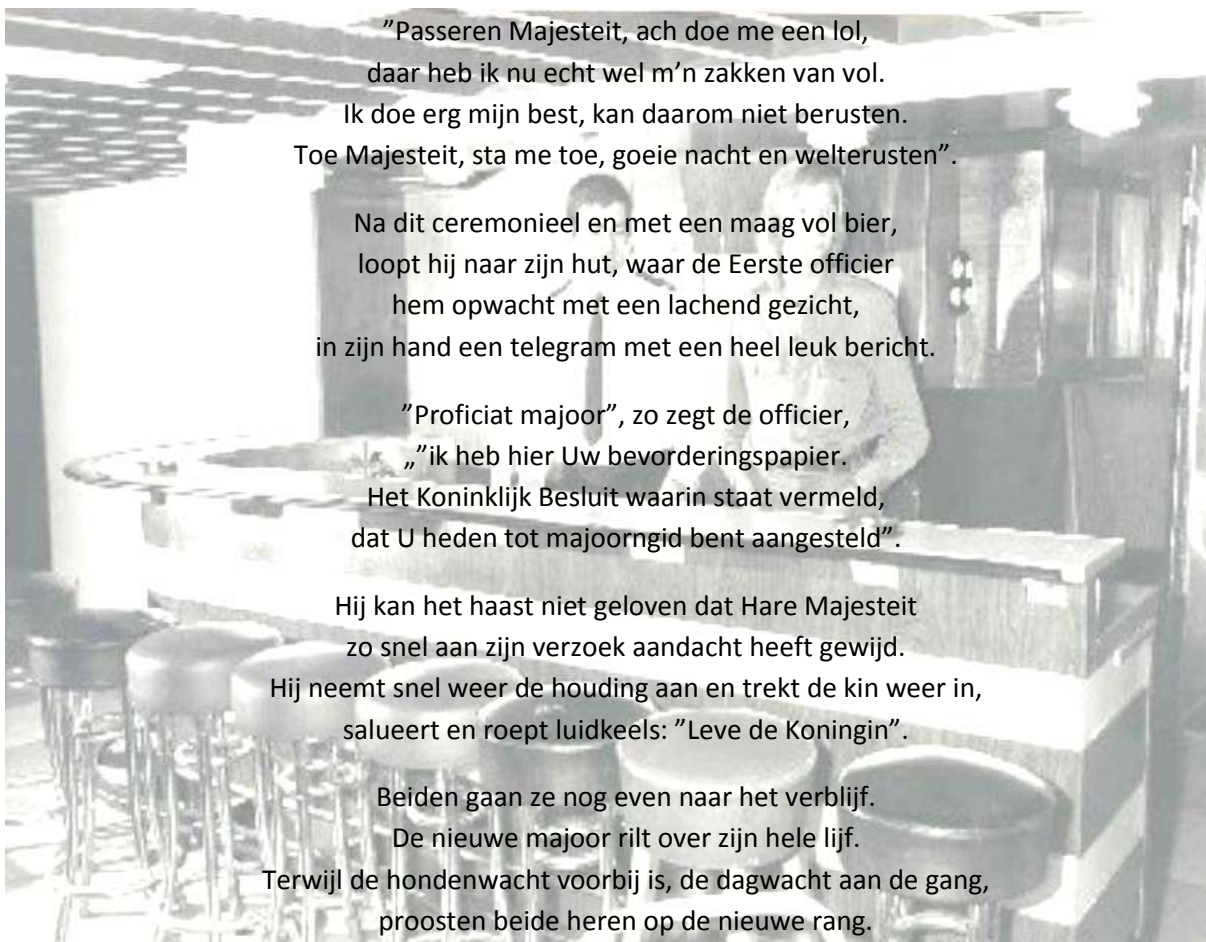 ”Passeren Majesteit, ach doe me een lol,
daar heb ik nu echt wel m’n zakken van vol.
Ik doe erg mijn best, kan daarom niet berusten.
Toe Majesteit, sta me toe, goeie nacht en welterusten”.
Na dit ceremonieel en met een maag vol bier,
loopt hij naar zijn hut, waar de Eerste officier
hem opwacht met een lachend gezicht,
in zijn hand een telegram met een heel leuk bericht.
”Proficiat majoor”, zo zegt de officier,
„”ik heb hier Uw bevorderingspapier.
Het Koninklijk Besluit waarin staat vermeld,
dat U heden tot majoorngid bent aangesteld”.
Hij kan het haast niet geloven dat Hare Majesteit
zo snel aan zijn verzoek aandacht heeft gewijd.
Hij neemt snel weer de houding aan en trekt de kin weer in,
salueert en roept luidkeels: ”Leve de Koningin”.
Beiden gaan ze nog even naar het verblijf.
De nieuwe majoor rilt over zijn hele lijf.
Terwijl de hondenwacht voorbij is, de dagwacht aan de gang,
proosten beide heren op de nieuwe rang.